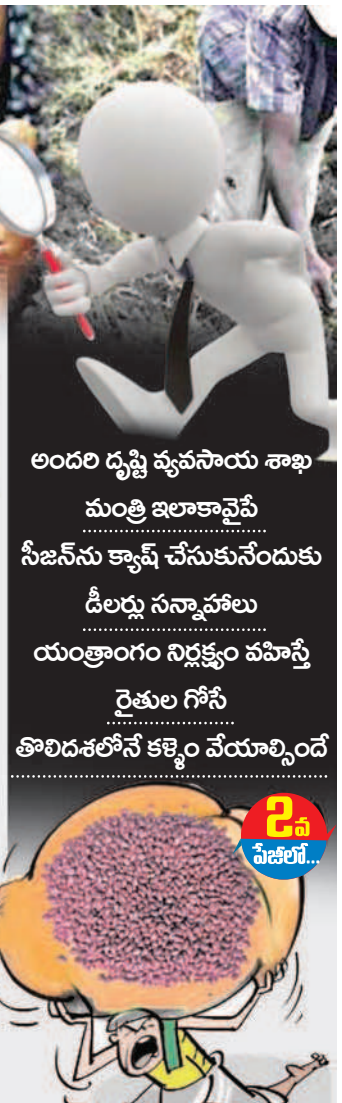 అందరి దృష్టి వ్యవసాయ శాఖ
మంత్రి ఇలాకావైపే
సీజన్‌ను క్యాష్ చేసుకునేందుకు
డీలర్లు సన్నాహాలు
యంత్రాంగం నిర్లక్ష్యం వహిస్తే
రైతుల గోసే
తొలిదశలోనే కళ్ళెం వేయాల్సిందే
2వ
పేజీలో...